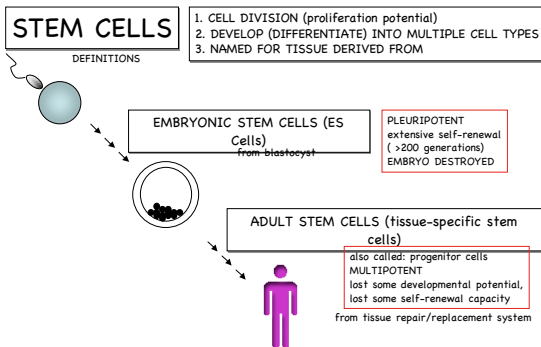 STEM CELLS
DEFINITIONS
1. CELL DIVISION (proliferation potential)
2. DEVELOP (DIFFERENTIATE) INTO MULTIPLE CELL TYPES
3. NAMED FOR TISSUE DERIVED FROM
EMBRYONIC STEM CELLS (ES
Cells)
from blastocyst
PLEURIPOTENT
extensive self-renewal
( >200 generations)
EMBRYO DESTROYED
ADULT STEM CELLS (tissue-specific stem
cells)
also called: progenitor cells
MULTIPOTENT
lost some developmental potential,
lost some self-renewal capacity
from tissue repair/replacement system